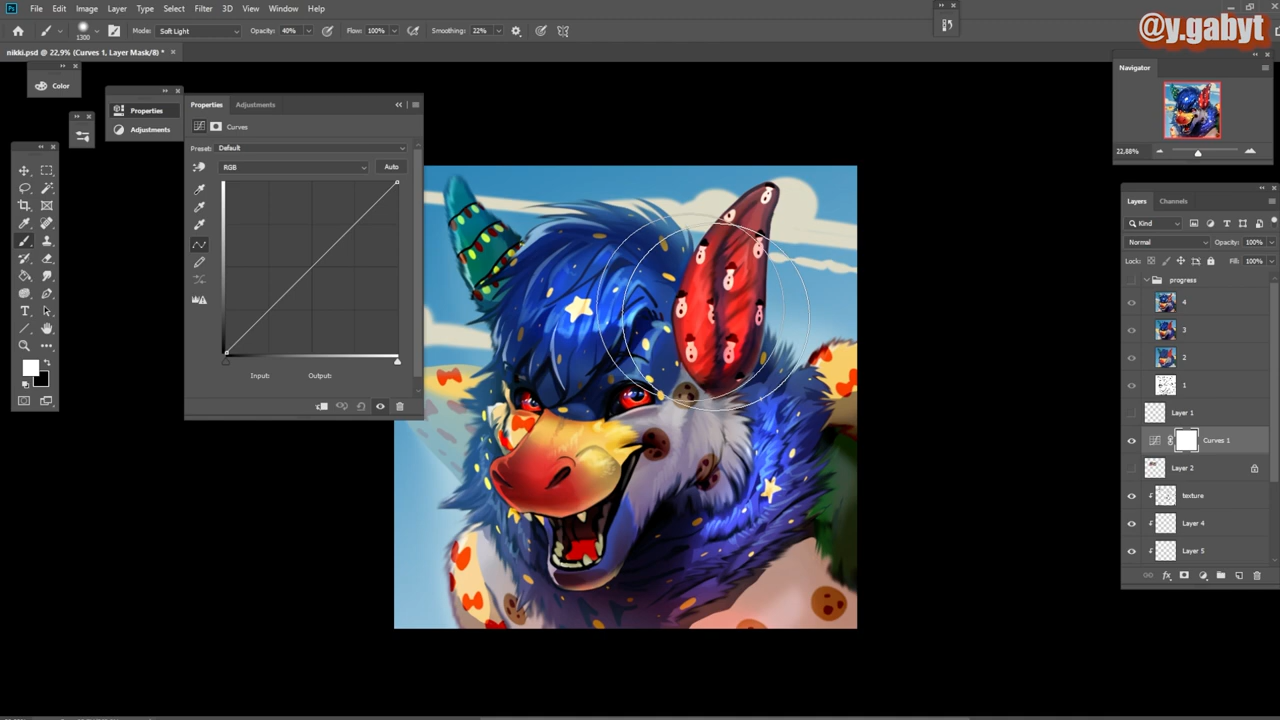 File Edit Image Layer Type Select Filter 3D View Window Help
@y.gabyt
1300 Mode: Soft Light Opacity: 40% Flow: 100% Smoothing: 22%
nikki.psd @ 22,9% (Curves 1, Layer Mask/8) *
Color
Properties
Adjustments
Properties Adjustments
Curves
Preset: Default
RGB Auto
Input: Output:
Navigator
22.88%
Layers Channels
Kind
Normal Opacity: 100%
Lock: Fill: 100%
progress
4
3
2
1
Layer 1
Curves 1
Layer 2
texture
Layer 4
Layer 5